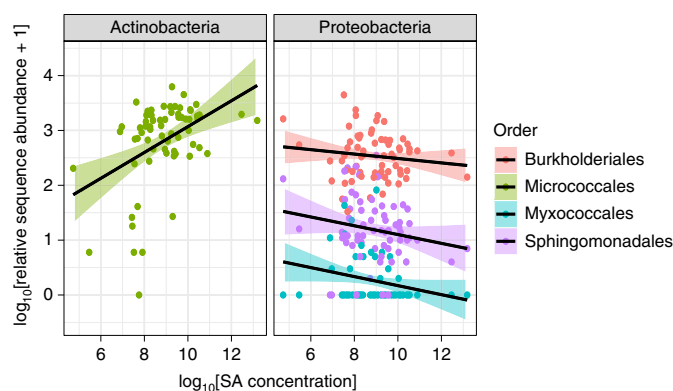 Actinobacteria Proteobacteria
log10[relative sequence abundance + 1]
4
3
2
1
0
6 8 10 12 6 8 10 12
log10[SA concentration]
Order
Burkholderiales
Micrococcales
Myxococcales
Sphingomonadales